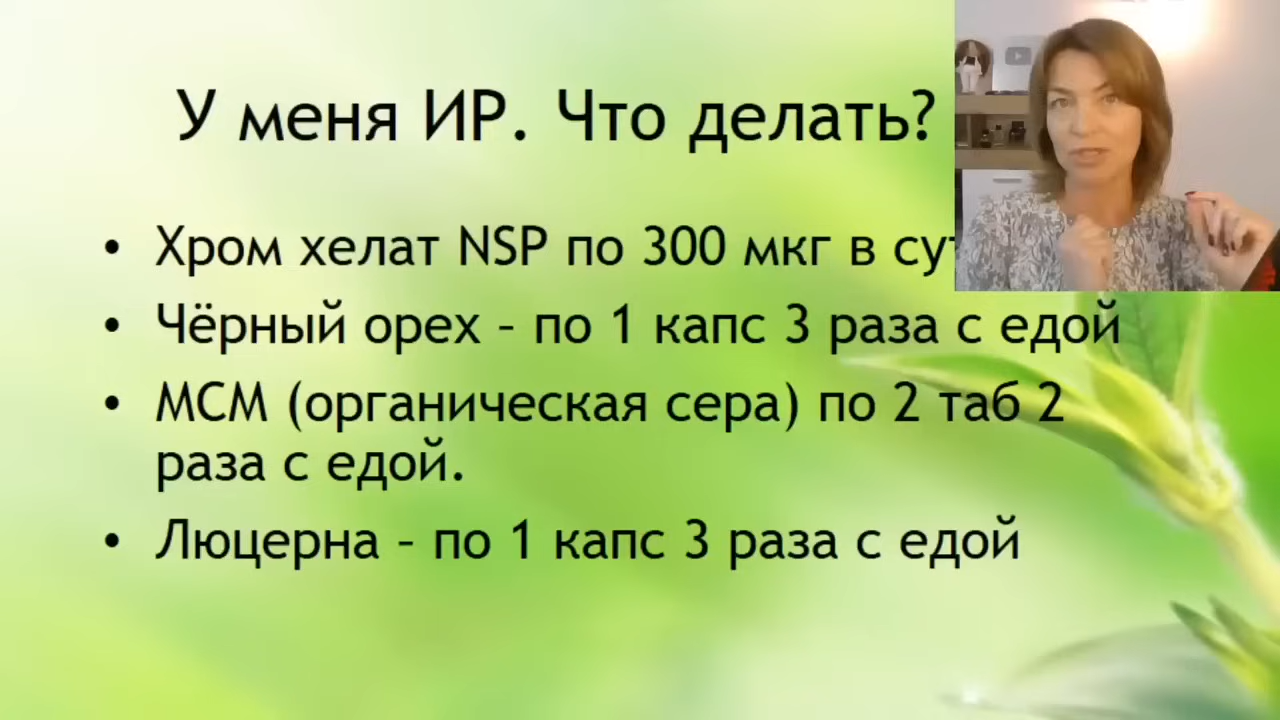 У меня ИР. Что делать?
• Хром хелат NSP по 300 мкг в
• Чёрный орех – по 1 капс 3 раза с едой
• МСМ (органическая сера) по 2 таб 2
раза с едой.
• Люцерна – по 1 капс 3 раза с едой